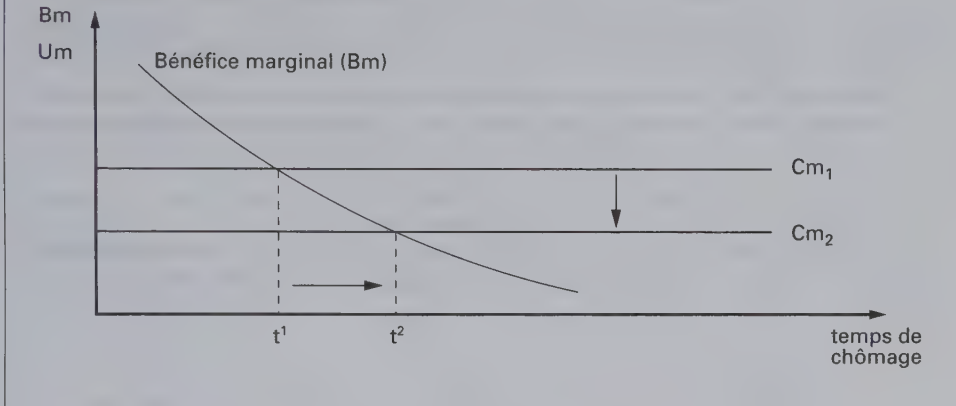 Bm
Um
Bénéfice marginal (Bm)
Cm₁
Cm₂
t¹
t²
temps de
chômage